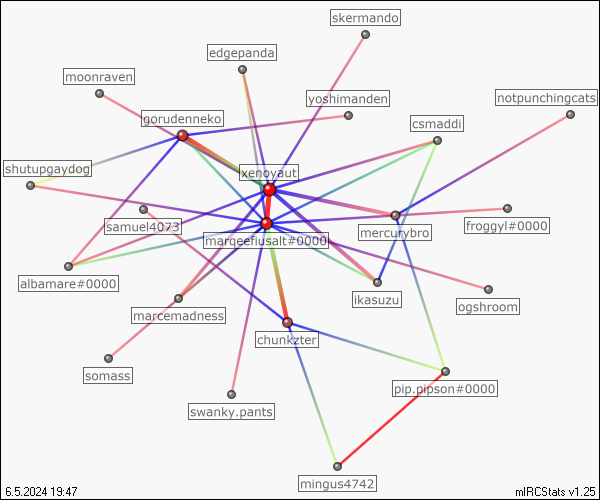 skermando
edgepanda
moonraven
yoshimanden
notpunchingcats
gorudenneko
csmaddi
shutupgaydog
xenoyaut
samuel4073
froggyl#0000
marqeefiusalt#0000
mercurybro
albamare#0000
ikasuzu
ogshroom
marcemadness
chunkzter
somass
pip.pipson#0000
swanky.pants
mingus4742
6.5.2024 19:47
mIRCStats v1.25